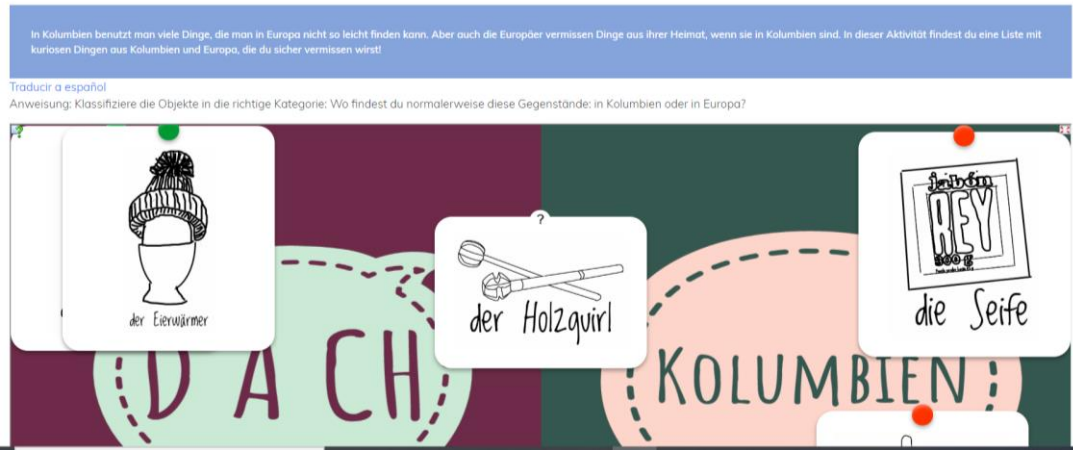 In Kolumbien benutzt man viele Dinge, die man in Europa nicht so leicht finden kann. Aber auch die Europäer vermissen Dinge aus ihrer Heimat, wenn sie in Kolumbien sind. In dieser Aktivität findest du eine Liste mit
kuriosen Dingen aus Kolumbien und Europa, die du sicher vermissen wirst!
Traducir a español
Anweisung: Klassifiziere die Objekte in die richtige Kategorie: Wo findest du normalerweise diese Gegenstände: in Kolumbien oder in Europa?
?
der Eierwärmer
?
der Holzquirl
jabón
REY
300 g
die Seife
DACH
KOLUMBIEN